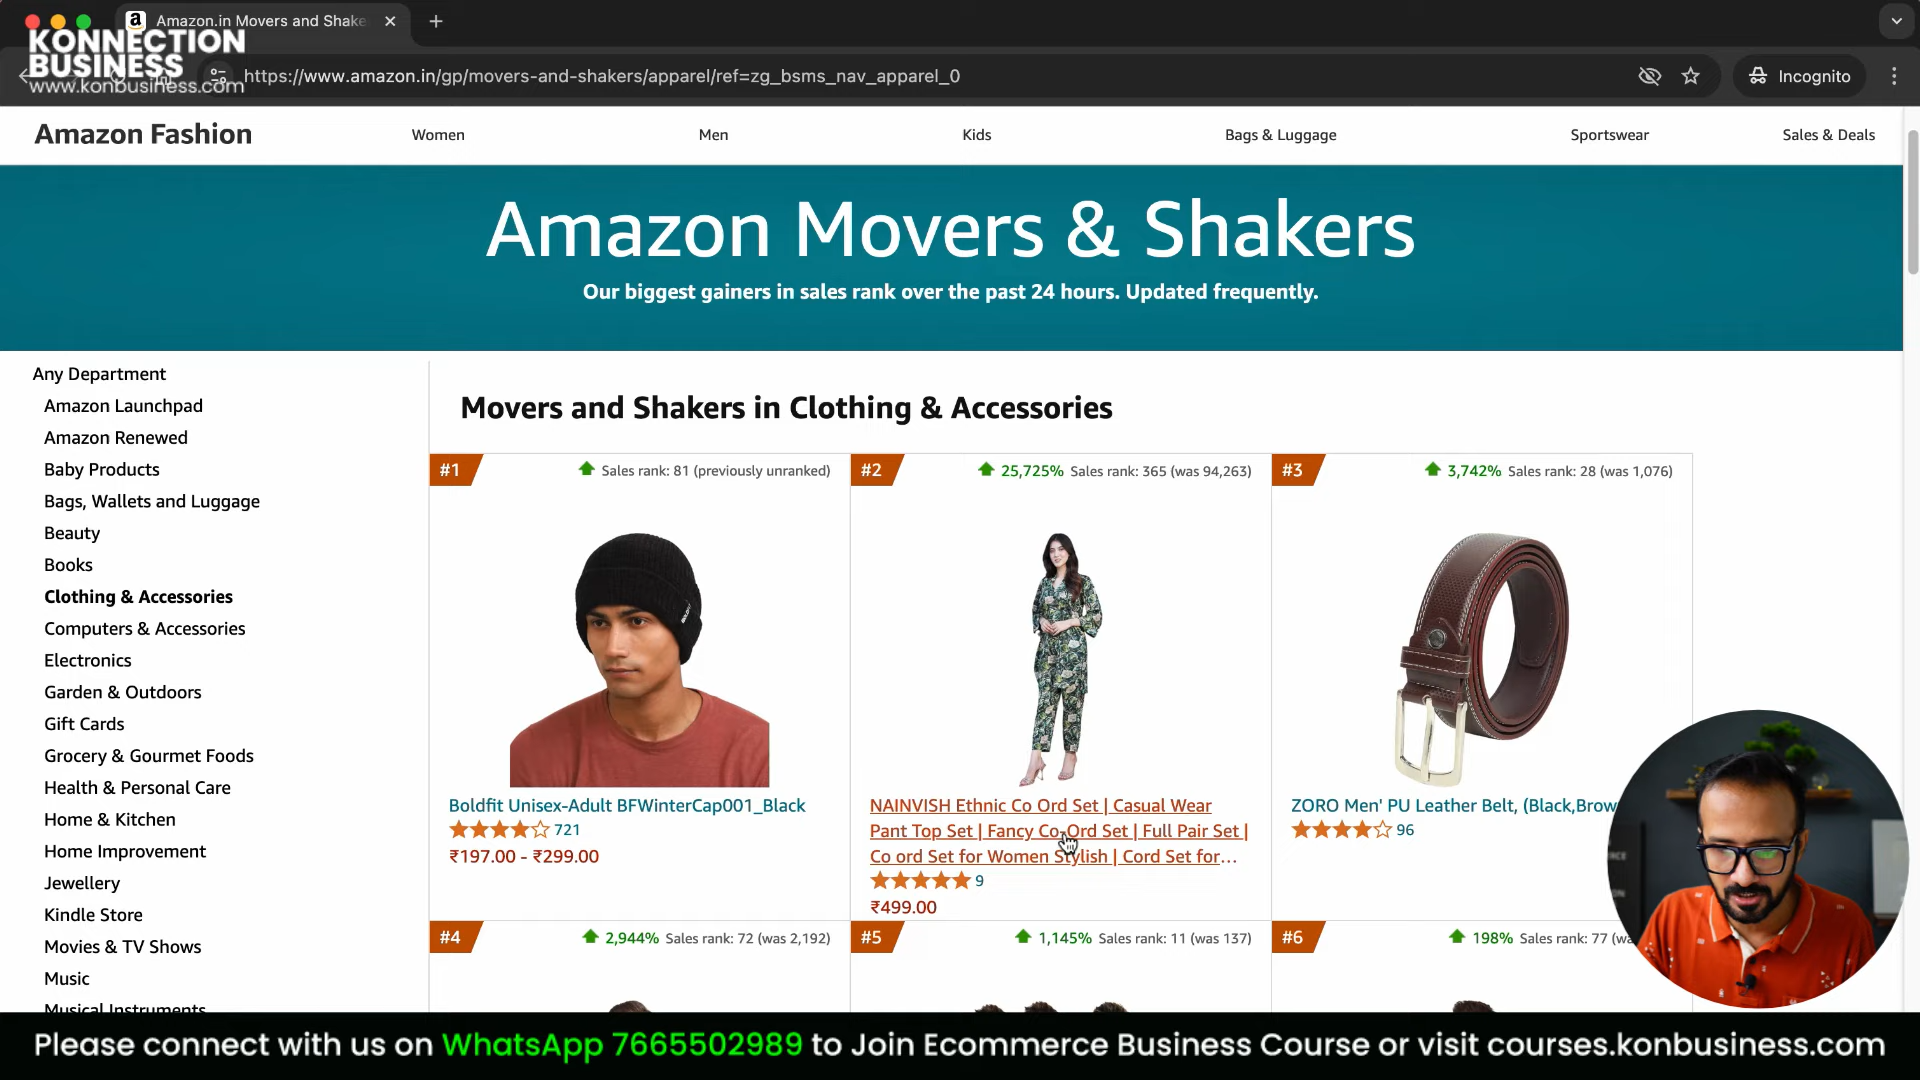 Amazon.in Movers and Shake
KONNECTION
BUSINESS
www.konbusiness.com
https://www.amazon.in/gp/movers-and-shakers/apparel/ref=zg_bsms_nav_apparel_0
Incognito
Amazon Fashion
Women
Men
Kids
Bags & Luggage
Sportswear
Sales & Deals
Amazon Movers & Shakers
Our biggest gainers in sales rank over the past 24 hours. Updated frequently.
Any Department
Amazon Launchpad
Amazon Renewed
Baby Products
Bags, Wallets and Luggage
Beauty
Books
Clothing & Accessories
Computers & Accessories
Electronics
Garden & Outdoors
Gift Cards
Grocery & Gourmet Foods
Health & Personal Care
Home & Kitchen
Home Improvement
Jewellery
Kindle Store
Movies & TV Shows
Music
Musical Instruments
Movers and Shakers in Clothing & Accessories
#1
Sales rank: 81 (previously unranked)
Boldfit Unisex-Adult BFWinterCap001_Black
721
₹197.00 - ₹299.00
#2
25,725% Sales rank: 365 (was 94,263)
NAINVISH Ethnic Co Ord Set | Casual Wear
Pant Top Set | Fancy Co-Ord Set | Full Pair Set |
Co ord Set for Women Stylish | Cord Set for...
9
₹499.00
#3
3,742% Sales rank: 28 (was 1,076)
ZORO Men' PU Leather Belt, (Black,Brow
96
#4
2,944% Sales rank: 72 (was 2,192)
#5
1,145% Sales rank: 11 (was 137)
#6
198% Sales rank: 77 (wa
Please connect with us on WhatsApp 7665502989 to Join Ecommerce Business Course or visit courses.konbusiness.com